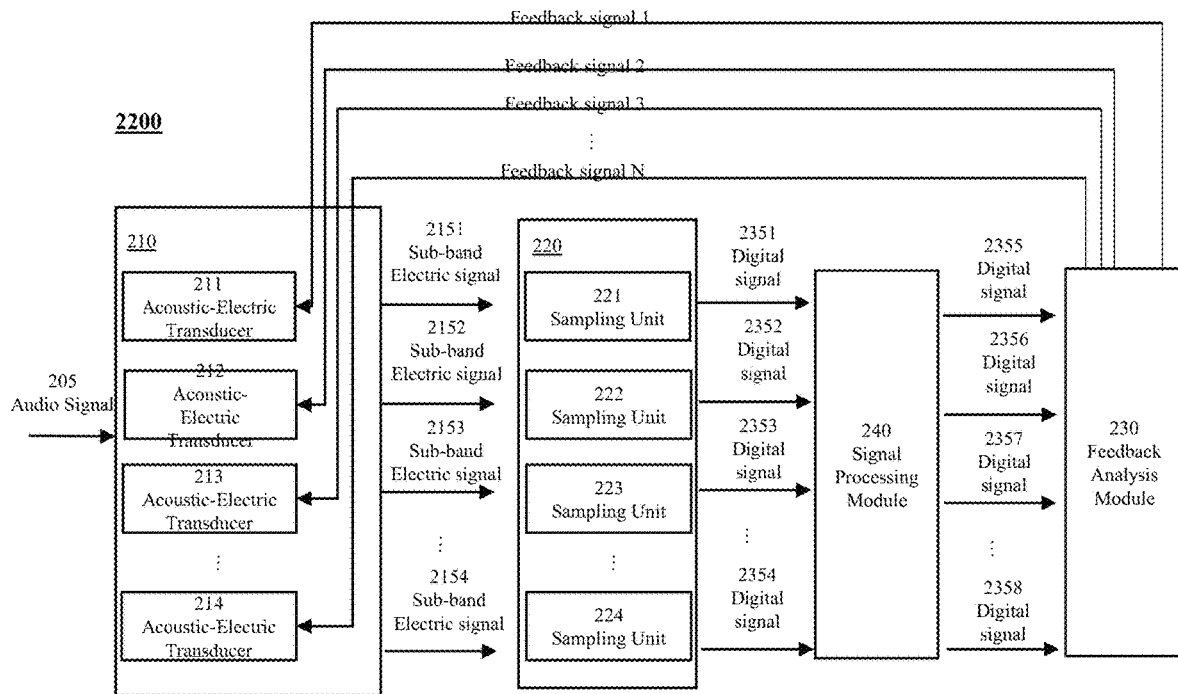 Feedback signal 1
Feedback signal 2
Feedback signal 3
⋮
Feedback signal N
2200
205
Audio Signal
210
211
Acoustic-Electric
Transducer
212
Acoustic-
Electric
Transducer
213
Acoustic-Electric
Transducer
⋮
214
Acoustic-Electric
Transducer
2151
Sub-band
Electric signal
2152
Sub-band
Electric signal
2153
Sub-band
Electric signal
⋮
2154
Sub-band
Electric signal
220
221
Sampling Unit
222
Sampling Unit
223
Sampling Unit
⋮
224
Sampling Unit
2351
Digital
signal
2352
Digital
signal
2353
Digital
signal
⋮
2354
Digital
signal
240
Signal
Processing
Module
2355
Digital
signal
2356
Digital
signal
2357
Digital
signal
⋮
2358
Digital
signal
230
Feedback
Analysis
Module